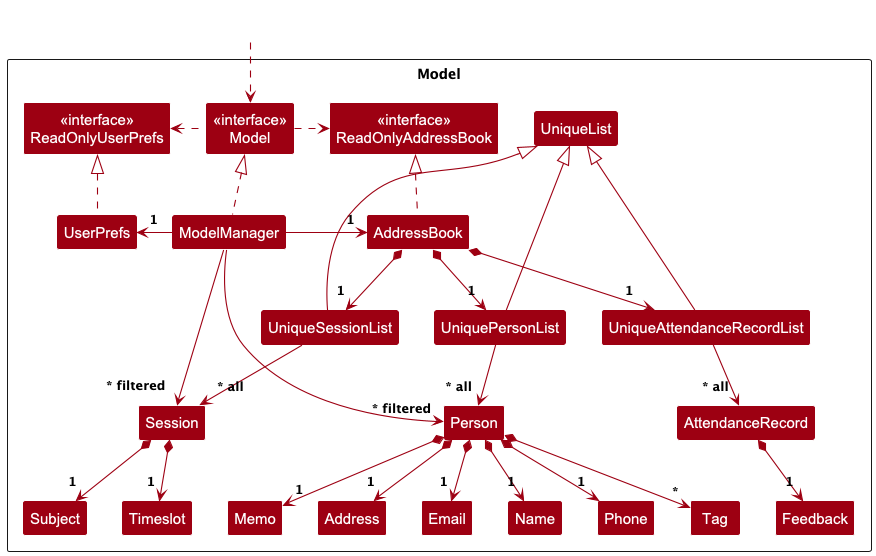 Model
«interface»
ReadOnlyUserPrefs
«interface»
Model
«interface»
ReadOnlyAddressBook
UniqueList
UserPrefs
1
ModelManager
1
AddressBook
1
1
1
UniqueSessionList
UniquePersonList
UniqueAttendanceRecordList
* filtered
* all
* filtered
* all
* all
Session
Person
AttendanceRecord
1
1
1
1
1
1
1
*
1
Subject
Timeslot
Memo
Address
Email
Name
Phone
Tag
Feedback